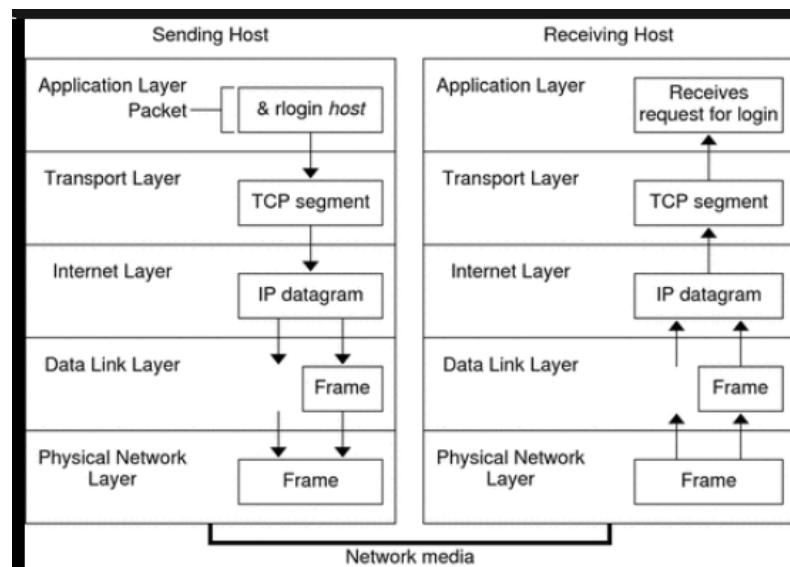 Sending Host
Application Layer
Packet
& rlogin host
Transport Layer
TCP segment
Internet Layer
IP datagram
Data Link Layer
Frame
Physical Network
Layer
Frame
Receiving Host
Application Layer
Receives
request for login
Transport Layer
TCP segment
Internet Layer
IP datagram
Data Link Layer
Frame
Physical Network
Layer
Frame
Network media